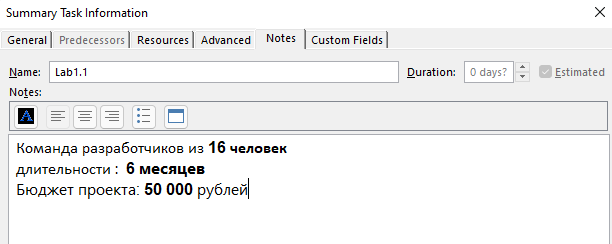 Summary Task Information
General Predecessors Resources Advanced Notes Custom Fields
Name: Lab1.1 Duration: 0 days? Estimated
Notes:
Команда разработчиков из 16 человек
длительности : 6 месяцев
Бюджет проекта: 50 000 рублей